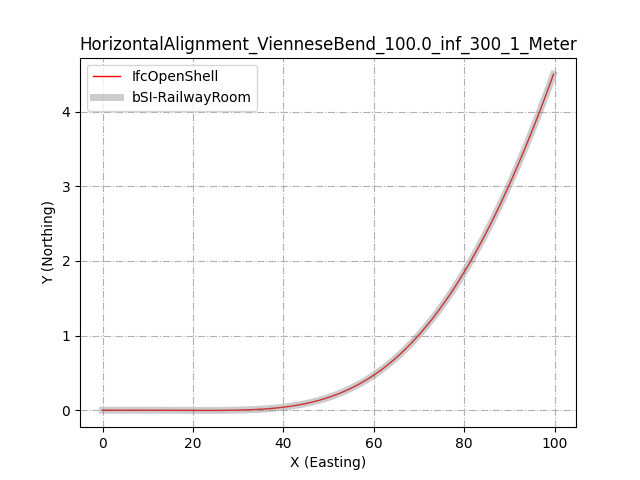 HorizontalAlignment_VienneseBend_100.0_inf_300_1_Meter
IfcOpenShell
bSI-RailwayRoom
Y (Northing)
4
3
2
1
0
0 20 40 60 80 100
X (Easting)